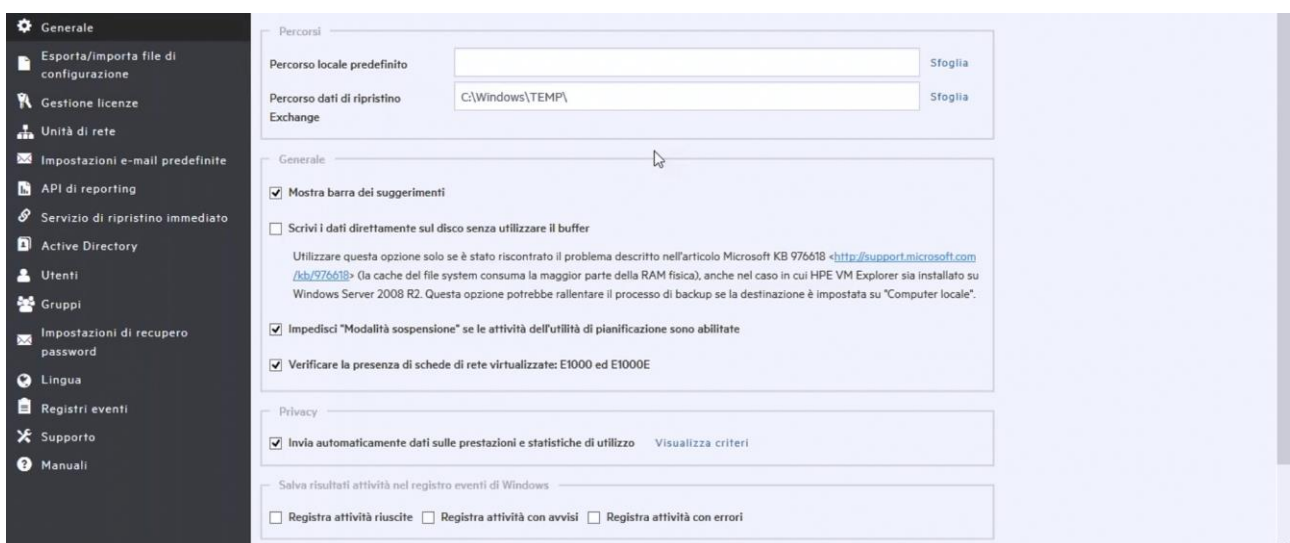 Generale
Esporta/importa file di
configurazione
Gestione licenze
Unità di rete
Impostazioni e-mail predefinite
API di reporting
Servizio di ripristino immediato
Active Directory
Utenti
Gruppi
Impostazioni di recupero
password
Lingua
Registri eventi
Supporto
Manuali
Percorsi
Percorso locale predefinito
Sfoglia
Percorso dati di ripristino
Exchange
C:\Windows\TEMP\
Sfoglia
Generale
Mostra barra dei suggerimenti
Scrivi i dati direttamente sul disco senza utilizzare il buffer
Utilizzare questa opzione solo se è stato riscontrato il problema descritto nell'articolo Microsoft KB 976618 <http://support.microsoft.com
/kb/976618> (la cache del file system consuma la maggior parte della RAM fisica), anche nel caso in cui HPE VM Explorer sia installato su
Windows Server 2008 R2. Questa opzione potrebbe rallentare il processo di backup se la destinazione è impostata su "Computer locale".
Impedisci "Modalità sospensione" se le attività dell'utilità di pianificazione sono abilitate
Verificare la presenza di schede di rete virtualizzate: E1000 ed E1000E
Privacy
Invia automaticamente dati sulle prestazioni e statistiche di utilizzo Visualizza criteri
Salva risultati attività nel registro eventi di Windows
Registra attività riuscite Registra attività con avvisi Registra attività con errori